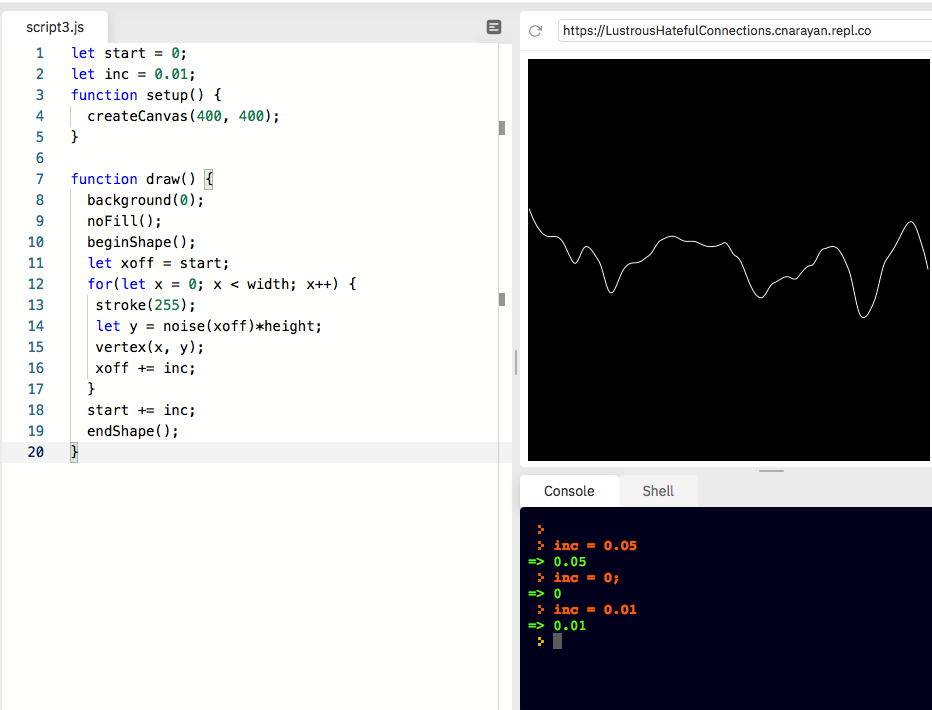 script3.js
https://LustrousHatefulConnections.cnarayan.repl.co
1 let start = 0;
2 let inc = 0.01;
3 function setup() {
4 createCanvas(400, 400);
5 }
6
7 function draw() {
8 background(0);
9 noFill();
10 beginShape();
11 let xoff = start;
12 for(let x = 0; x < width; x++) {
13 stroke(255);
14 let y = noise(xoff)*height;
15 vertex(x, y);
16 xoff += inc;
17 }
18 start += inc;
19 endShape();
20 }
Console Shell
>
> inc = 0.05
=> 0.05
> inc = 0;
=> 0
> inc = 0.01
=> 0.01
>